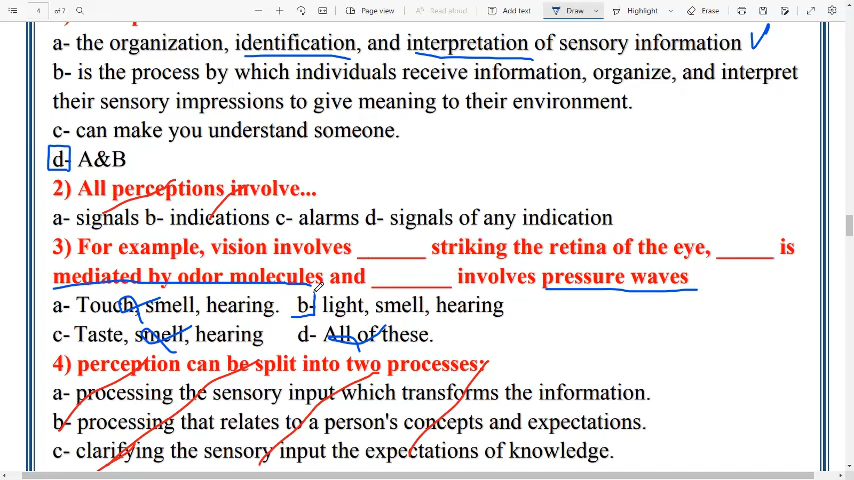 4 of 7
Page view
Read aloud
Add text
Draw
Highlight
Erase
a- the organization, identification, and interpretation of sensory information
b- is the process by which individuals receive information, organize, and interpret
their sensory impressions to give meaning to their environment.
c- can make you understand someone.
d- A&B
2) All perceptions involve...
a- signals b- indications c- alarms d- signals of any indication
3) For example, vision involves ______ striking the retina of the eye, _____ is
mediated by odor molecules and _______ involves pressure waves
a- Touch, smell, hearing. b- light, smell, hearing
c- Taste, smell, hearing d- All of these.
4) perception can be split into two processes:
a- processing the sensory input which transforms the information.
b- processing that relates to a person's concepts and expectations.
c- clarifying the sensory input the expectations of knowledge.